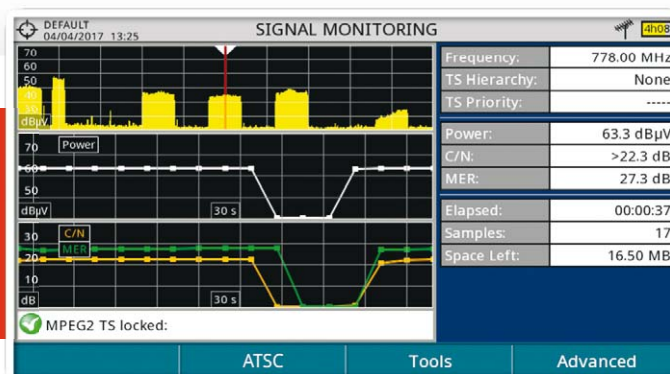 DEFAULT
04/04/2017 13:25
SIGNAL MONITORING
4h08
70
60
50
40
30
dBµV
70
Power
60
50
dBµV
30 s
30
C/N
MER
20
10
dB
30 s
MPEG2 TS locked:
Frequency: 778.00 MHz
TS Hierarchy: None
TS Priority: -----
Power: 63.3 dBµV
C/N: >22.3 dB
MER: 27.3 dB
Elapsed: 00:00:37
Samples: 17
Space Left: 16.50 MB
ATSC
Tools
Advanced